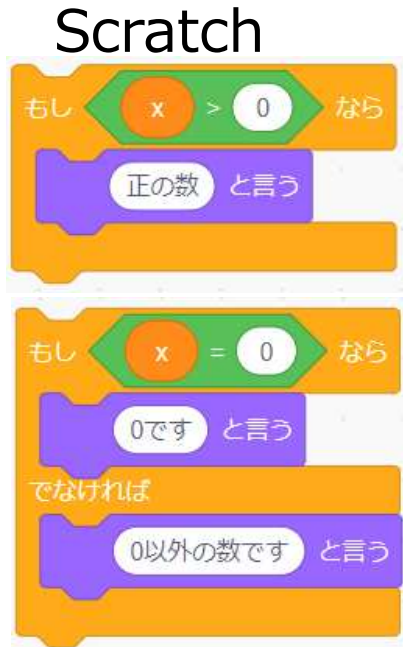 Scratch
もし x > 0 なら
正の数 と言う
もし x = 0 なら
0です と言う
でなければ
0以外の数です と言う